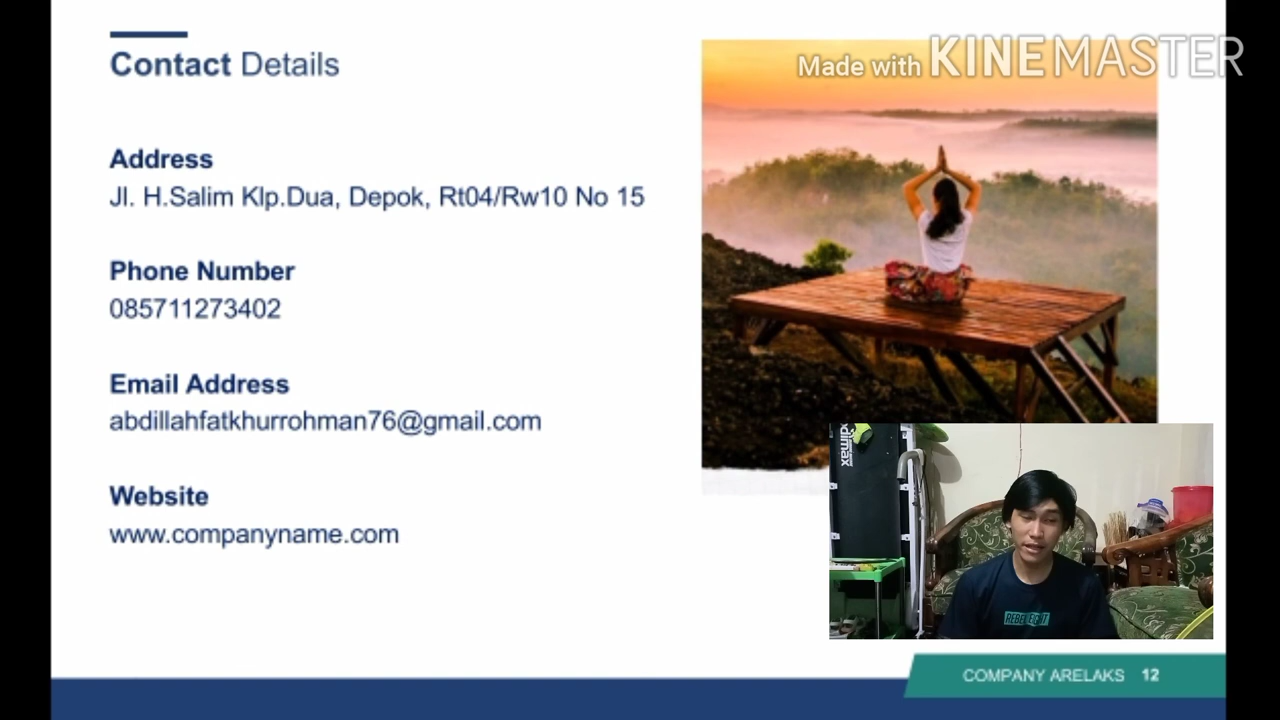 Made with KINEMASTER
Contact Details
Address
Jl. H.Salim Klp.Dua, Depok, Rt04/Rw10 No 15
Phone Number
085711273402
Email Address
abdillahfatkhurrohman76@gmail.com
Website
www.companyname.com
COMPANY ARELAKS 12